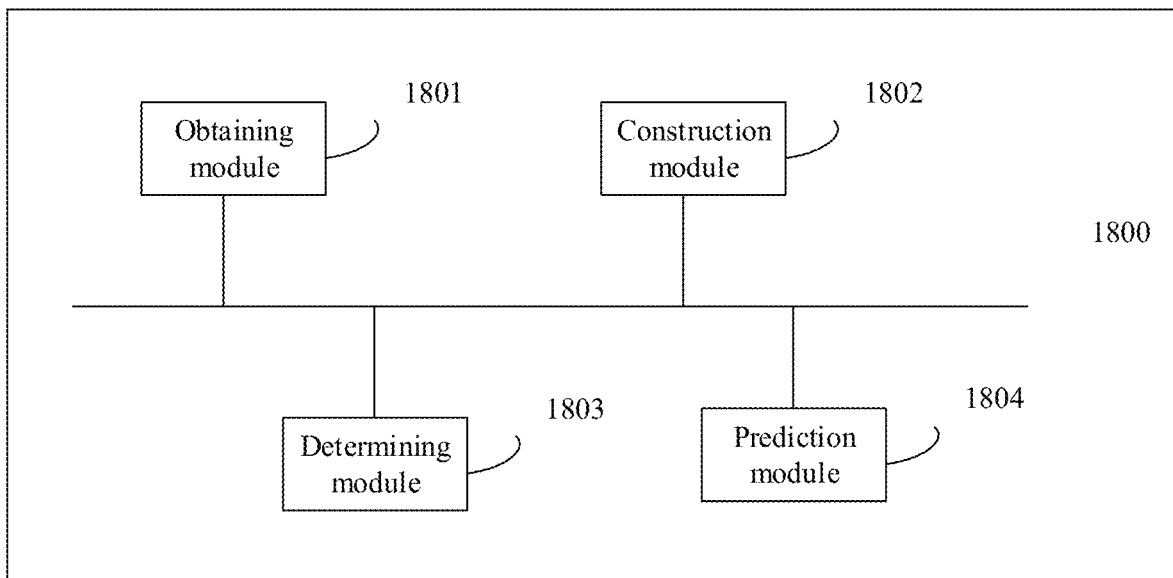 1801
Obtaining
module
1802
Construction
module
1800
1803
Determining
module
1804
Prediction
module